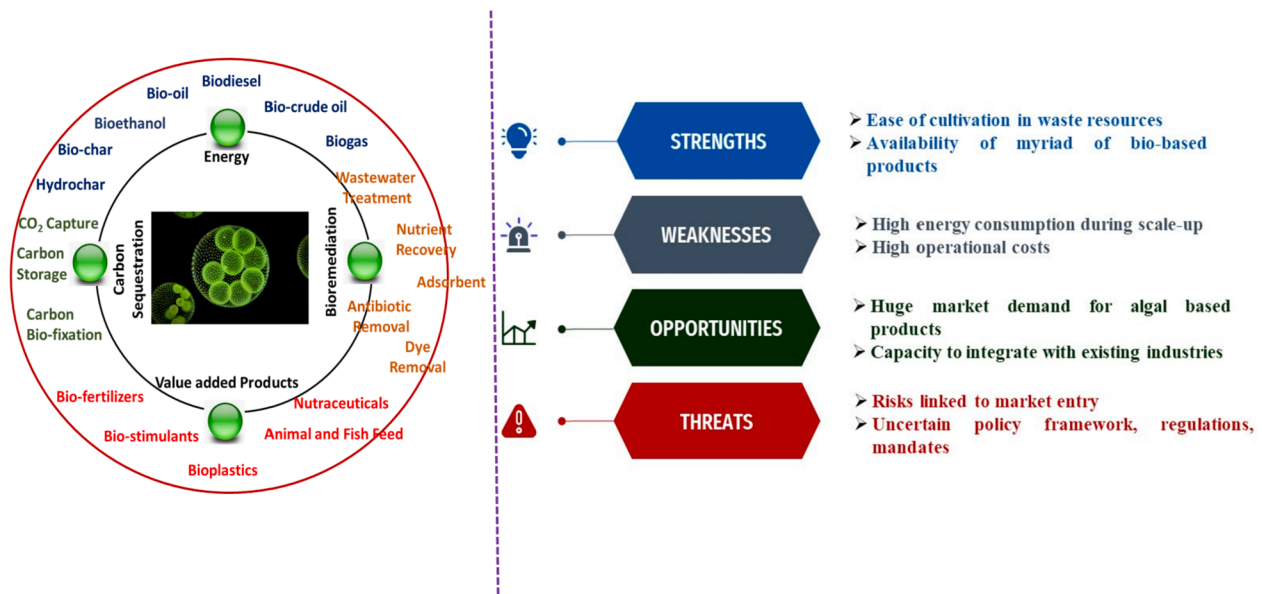 Biodiesel
Bio-oil
Bio-crude oil
Bioethanol
Biogas
Bio-char
Hydrochar
Energy
Wastewater
Treatment
Nutrient
Recovery
Adsorbent
Antibiotic
Removal
Dye
Removal
Bioremediation
CO₂ Capture
Carbon
Storage
Carbon
Bio-fixation
Carbon
Sequestration
Value added Products
Bio-fertilizers
Nutraceuticals
Bio-stimulants
Animal and Fish Feed
Bioplastics
STRENGTHS
➢ Ease of cultivation in waste resources
➢ Availability of myriad of bio-based
products
WEAKNESSES
➢ High energy consumption during scale-up
➢ High operational costs
OPPORTUNITIES
➢ Huge market demand for algal based
products
➢ Capacity to integrate with existing industries
THREATS
➢ Risks linked to market entry
➢ Uncertain policy framework, regulations,
mandates